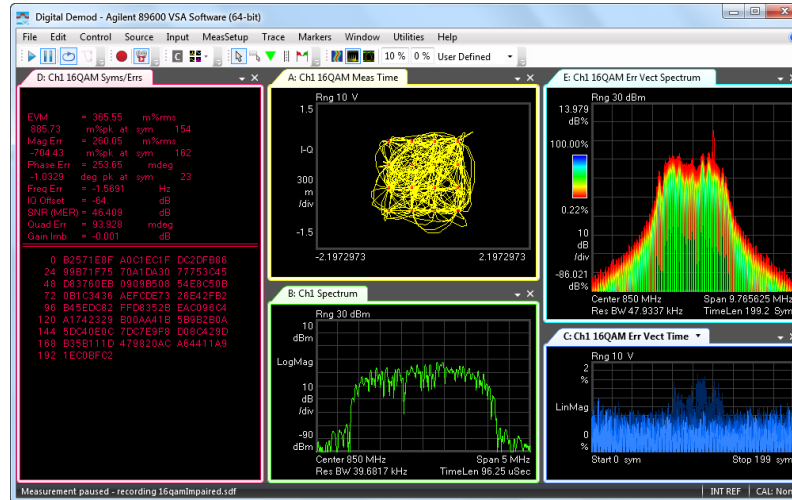 Digital Demod - Agilent 89600 VSA Software (64-bit)
File Edit Control Source Input MeasSetup Trace Markers Window Utilities Help
10 % 0 % User Defined
D: Ch1 16QAM Syms/Errs
EVM = 365.55 m%rms
885.73 m%pk at sym 154
Mag Err = 260.05 m%rms
-704.43 m%pk at sym 162
Phase Err = 253.65 mdeg
-1.0329 deg pk at sym 23
Freq Err = -1.5691 Hz
IQ Offset = -64 dB
SNR (MER) = 46.409 dB
Quad Err = 93.928 mdeg
Gain Imb = -0.001 dB
0 B2571E8F A0C1EC1F DC2DFB86
24 99B71F75 70A1DA30 77753C45
48 D83760EB 0909B508 54E9C50B
72 0B1C3436 AEFCDE73 26E42FB2
96 B45EDC62 FFD8352B EAC096C4
120 A1742329 B00AA41B 5B9B2B0A
144 5DC40E0C 7DC7E9F9 D08C429D
168 B35B111D 479820AC A64411A9
192 1EC0BFC2
A: Ch1 16QAM Meas Time
Rng 10 V
1.5
I-Q
300
m
/div
-1.5
-2.1972973 2.1972973
B: Ch1 Spectrum
Rng 30 dBm
10
dBm
LogMag
10
dB
/div
-90
dBm
Center 850 MHz Span 5 MHz
Res BW 39.6817 kHz TimeLen 96.25 uSec
E: Ch1 16QAM Err Vect Spectrum
Rng 30 dBm
13.979
dB%
100.00%
0.22%
10
dB
/div
-86.021
dB%
Center 850 MHz Span 9.765625 MHz
Res BW 47.9337 kHz TimeLen 199.2 Sym
C: Ch1 16QAM Err Vect Time
Rng 10 V
2
%
LinMag
0
%
Start 0 sym Stop 199 sym
Measurement paused - recording 16qamImpaired.sdf INT REF CAL: Non